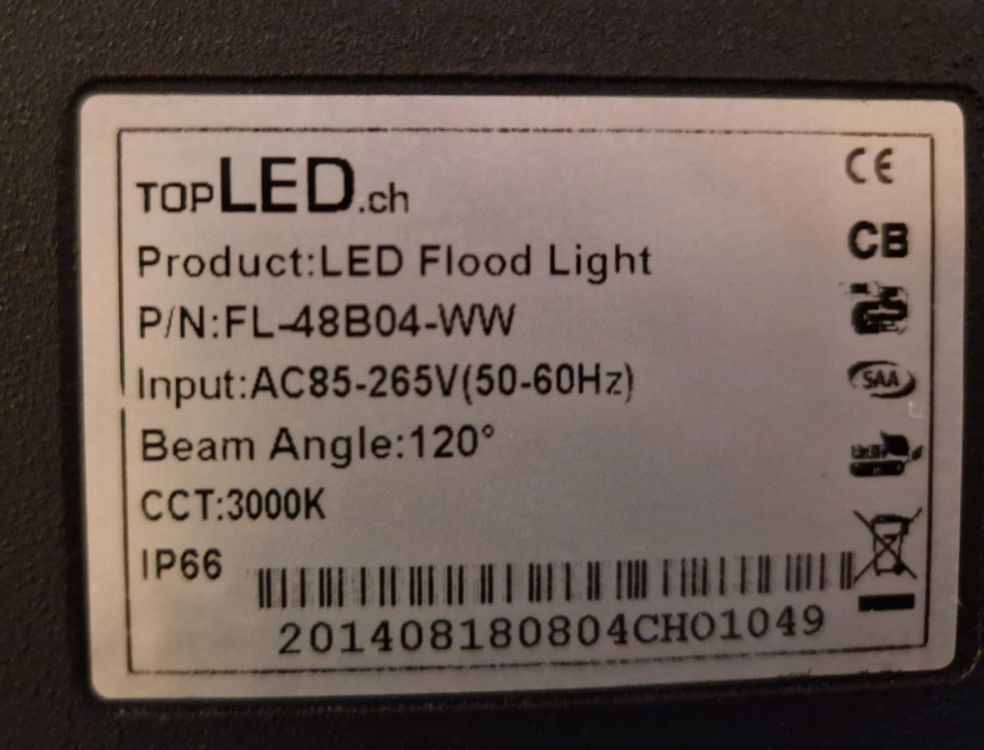 TOPLED.ch
Product:LED Flood Light
P/N:FL-48B04-WW
Input:AC85-265V(50-60Hz)
Beam Angle:120°
CCT:3000K
IP66
201408180804CHO1049
CE
CB
SAA